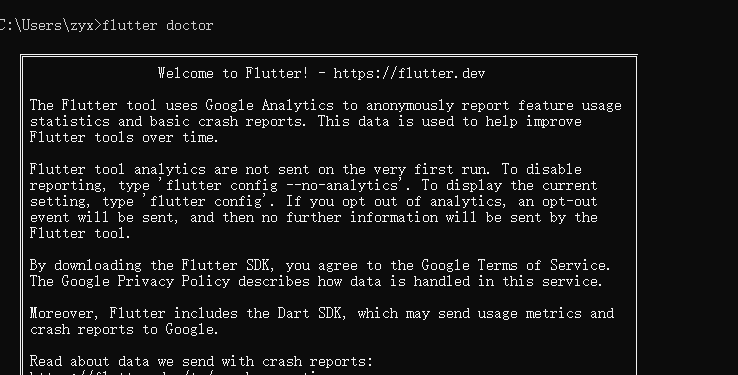 C:\Users\zyx>flutter doctor
Welcome to Flutter! - https://flutter.dev
The Flutter tool uses Google Analytics to anonymously report feature usage
statistics and basic crash reports. This data is used to help improve
Flutter tools over time.
Flutter tool analytics are not sent on the very first run. To disable
reporting, type 'flutter config --no-analytics'. To display the current
setting, type 'flutter config'. If you opt out of analytics, an opt-out
event will be sent, and then no further information will be sent by the
Flutter tool.
By downloading the Flutter SDK, you agree to the Google Terms of Service.
The Google Privacy Policy describes how data is handled in this service.
Moreover, Flutter includes the Dart SDK, which may send usage metrics and
crash reports to Google.
Read about data we send with crash reports: